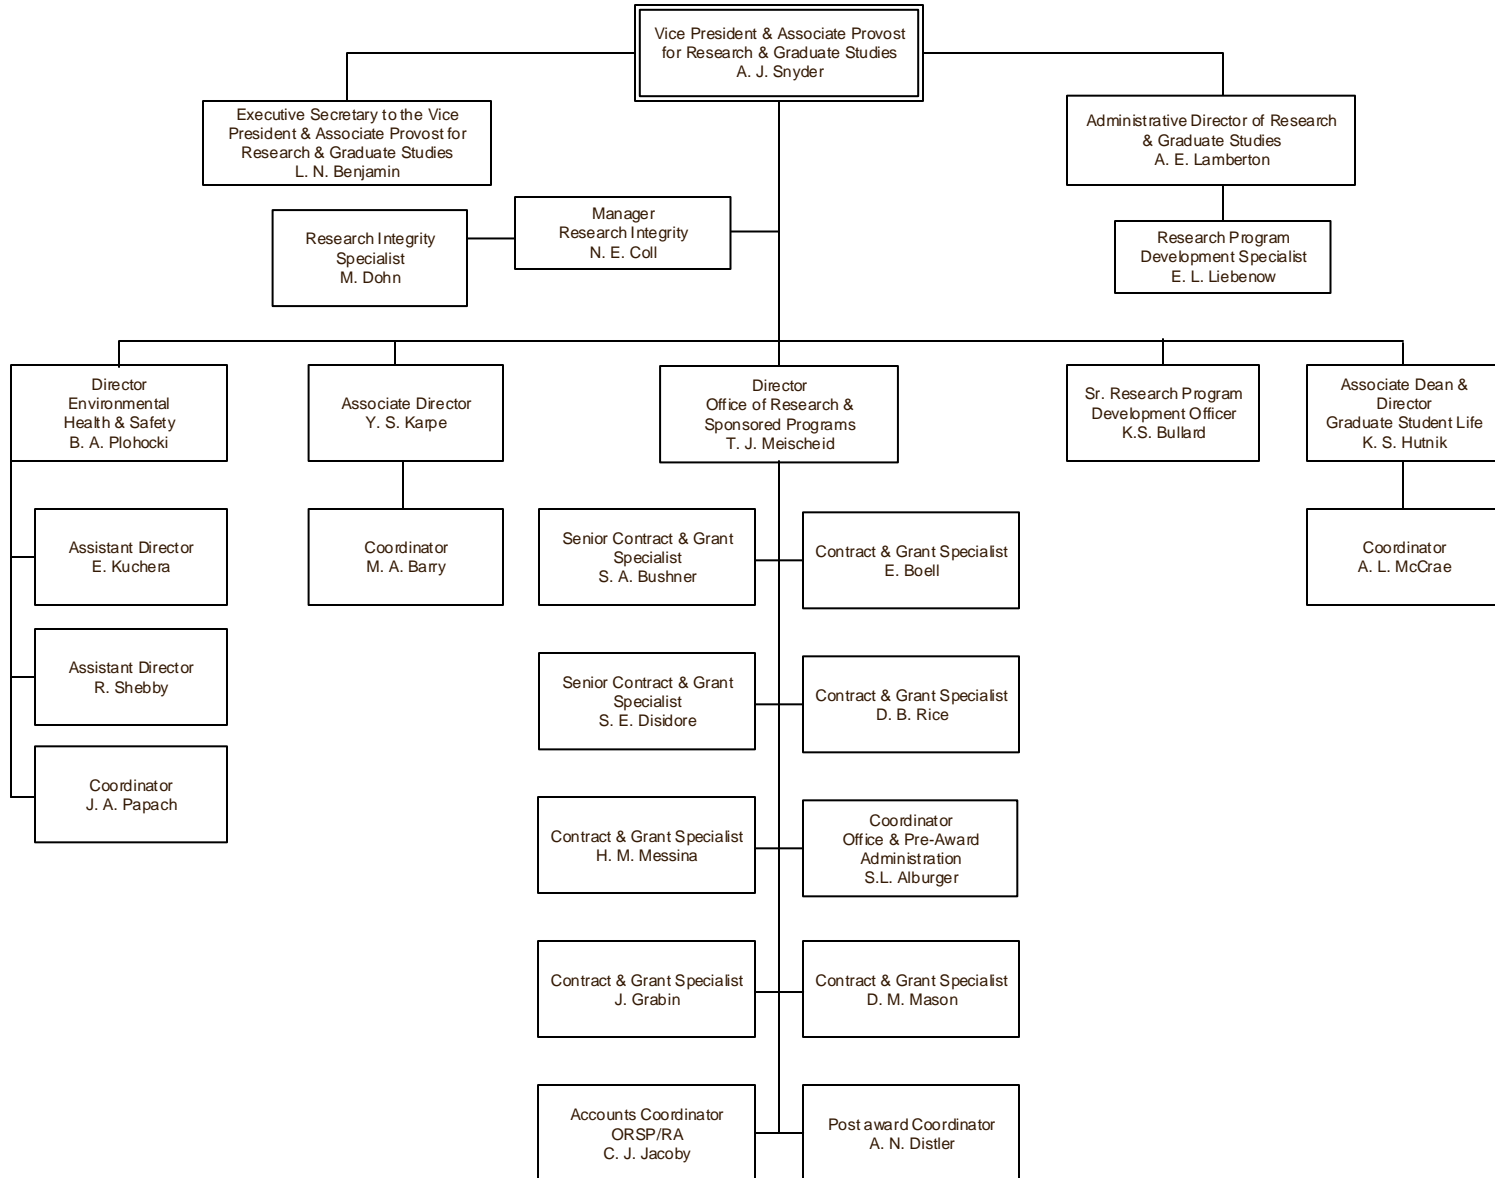 Vice President & Associate Provost
for Research & Graduate Studies
A. J. Snyder
Executive Secretary to the Vice
President & Associate Provost for
Research & Graduate Studies
L. N. Benjamin
Administrative Director of Research
& Graduate Studies
A. E. Lamberton
Manager
Research Integrity
N. E. Coll
Research Integrity
Specialist
M. Dohn
Research Program
Development Specialist
E. L. Liebenow
Director
Environmental
Health & Safety
B. A. Plohocki
Associate Director
Y. S. Karpe
Director
Office of Research &
Sponsored Programs
T. J. Meischeid
Sr. Research Program
Development Officer
K.S. Bullard
Associate Dean &
Director
Graduate Student Life
K. S. Hutnik
Assistant Director
E. Kuchera
Coordinator
M. A. Barry
Senior Contract & Grant
Specialist
S. A. Bushner
Contract & Grant Specialist
E. Boell
Coordinator
A. L. McCrae
Assistant Director
R. Shebby
Senior Contract & Grant
Specialist
S. E. Disidore
Contract & Grant Specialist
D. B. Rice
Coordinator
J. A. Papach
Contract & Grant Specialist
H. M. Messina
Coordinator
Office & Pre-Award
Administration
S.L. Alburger
Contract & Grant Specialist
J. Grabin
Contract & Grant Specialist
D. M. Mason
Accounts Coordinator
ORSP/RA
C. J. Jacoby
Post award Coordinator
A. N. Distler